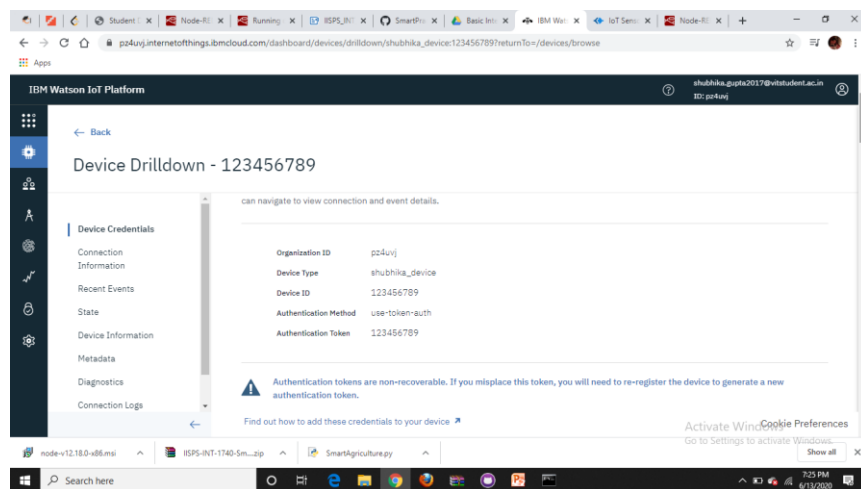 Student
Node-RE
Running
IISPS_INT
SmartPra
Basic Intr
IBM Wat
IoT Sens
Node-RE
pz4uvj.internetofthings.ibmcloud.com/dashboard/devices/drilldown/shubhika_device:123456789?returnTo=/devices/browse
Apps
IBM Watson IoT Platform
shubhika.gupta2017@vitstudent.ac.in
ID: pz4uvj
Back
Device Drilldown - 123456789
can navigate to view connection and event details.
Device Credentials
Connection
Information
Recent Events
State
Device Information
Metadata
Diagnostics
Connection Logs
Organization ID pz4uvj
Device Type shubhika_device
Device ID 123456789
Authentication Method use-token-auth
Authentication Token 123456789
Authentication tokens are non-recoverable. If you misplace this token, you will need to re-register the device to generate a new
authentication token.
Find out how to add these credentials to your device
Activate Windows
Cookie Preferences
Go to Settings to activate Windows.
node-v12.18.0-x86.msi
IISPS-INT-1740-Sm....zip
SmartAgriculture.py
Show all
Search here
7:25 PM
6/13/2020